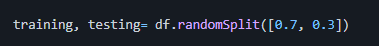 training, testing= df.randomSplit([0.7, 0.3])